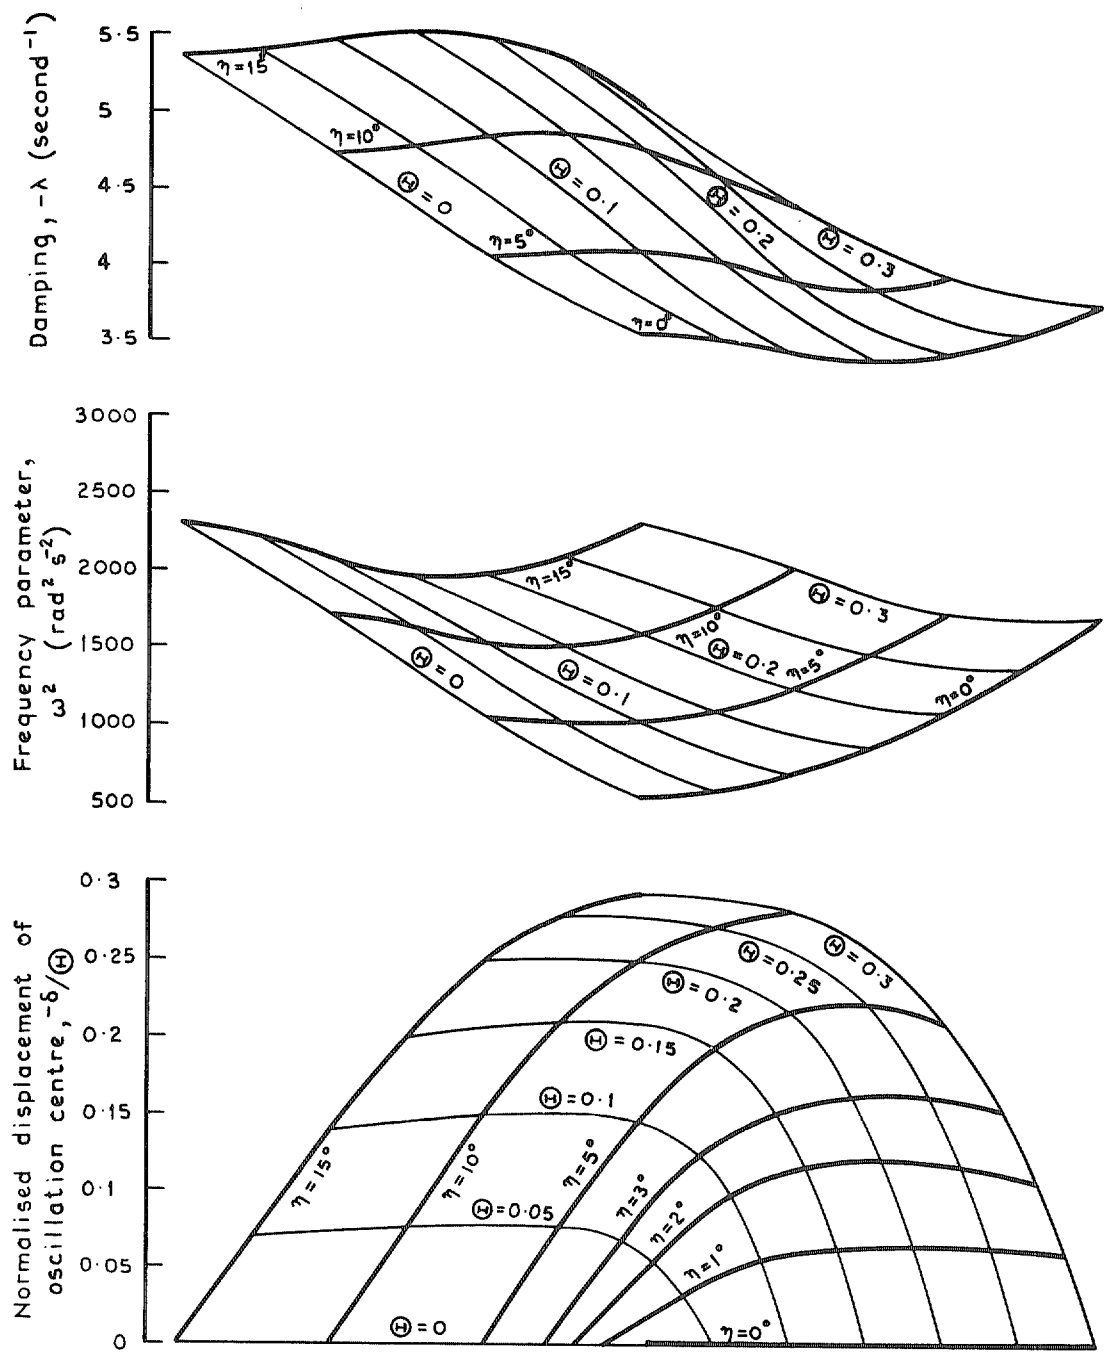 Damping, -λ (second⁻¹)
5·5
5
4·5
4
3·5
η=15°
η=10°
η=5°
η=0°
Ⓗ=0
Ⓗ=0·1
Ⓗ=0·2
Ⓗ=0·3
Frequency parameter,
ω² (rad² s⁻²)
3000
2500
2000
1500
1000
500
η=15°
η=10°
η=5°
η=0°
Ⓗ=0
Ⓗ=0·1
Ⓗ=0·2
Ⓗ=0·3
Normalised displacement of
oscillation centre, -δ/Ⓗ
0·3
0·25
0·2
0·15
0·1
0·05
0
Ⓗ=0·3
Ⓗ=0·25
Ⓗ=0·2
Ⓗ=0·15
Ⓗ=0·1
Ⓗ=0·05
Ⓗ=0
η=15°
η=10°
η=5°
η=3°
η=2°
η=1°
η=0°